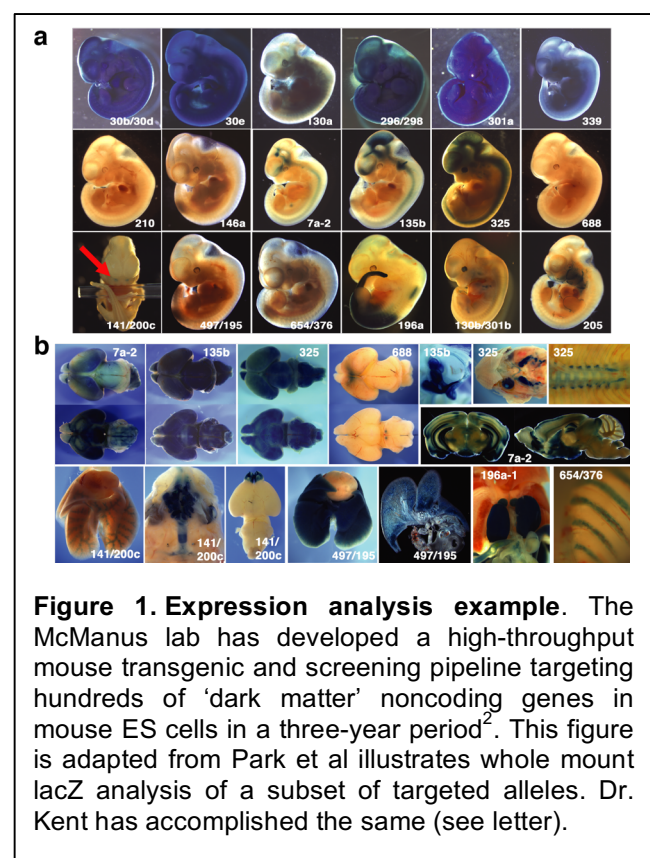 a
30b/30d 30e 130a 296/298 301a 339
210 146a 7a-2 135b 325 688
141/200c 497/195 654/376 196a 130b/301b 205
b
7a-2 135b 325 688 135b 325 325
7a-2
196a-1 654/376
141/200c 141/ 141/ 497/195 497/195
200c 200c
Figure 1. Expression analysis example. The
McManus lab has developed a high-throughput
mouse transgenic and screening pipeline targeting
hundreds of ‘dark matter’ noncoding genes in
mouse ES cells in a three-year period2. This figure
is adapted from Park et al illustrates whole mount
lacZ analysis of a subset of targeted alleles. Dr.
Kent has accomplished the same (see letter).